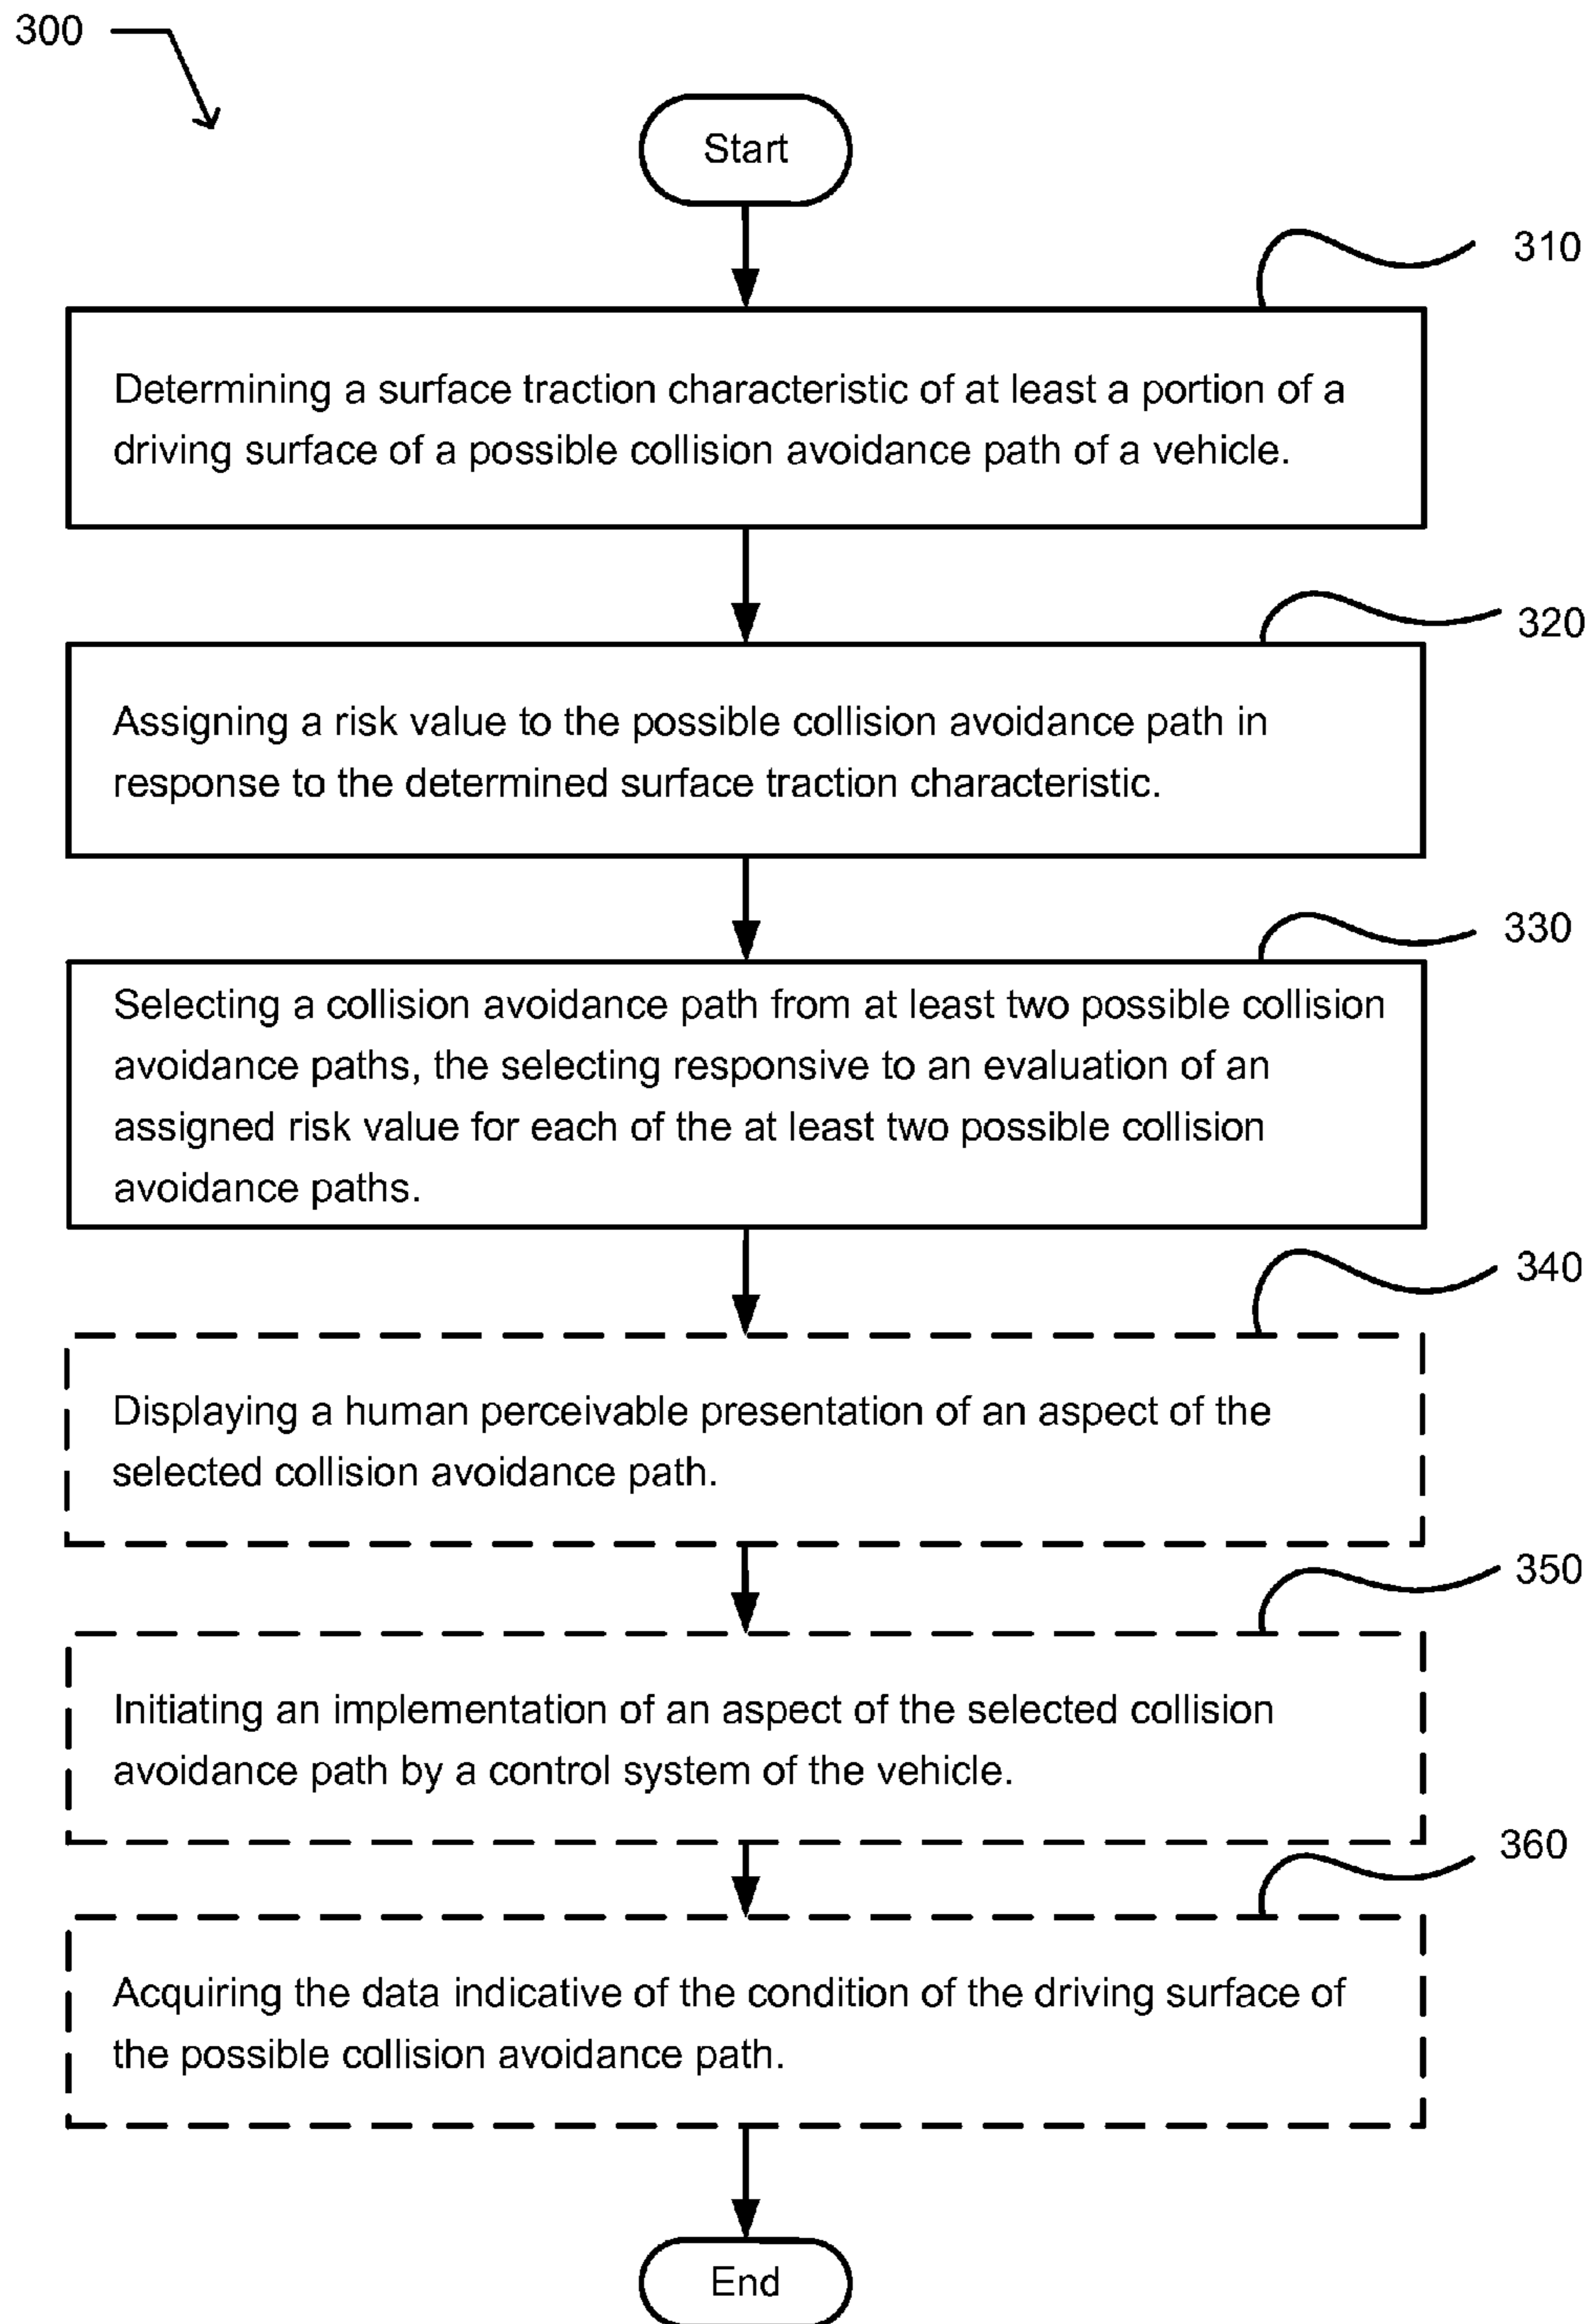 300
Start
310
Determining a surface traction characteristic of at least a portion of a
driving surface of a possible collision avoidance path of a vehicle.
320
Assigning a risk value to the possible collision avoidance path in
response to the determined surface traction characteristic.
330
Selecting a collision avoidance path from at least two possible collision
avoidance paths, the selecting responsive to an evaluation of an
assigned risk value for each of the at least two possible collision
avoidance paths.
340
Displaying a human perceivable presentation of an aspect of the
selected collision avoidance path.
350
Initiating an implementation of an aspect of the selected collision
avoidance path by a control system of the vehicle.
360
Acquiring the data indicative of the condition of the driving surface of
the possible collision avoidance path.
End